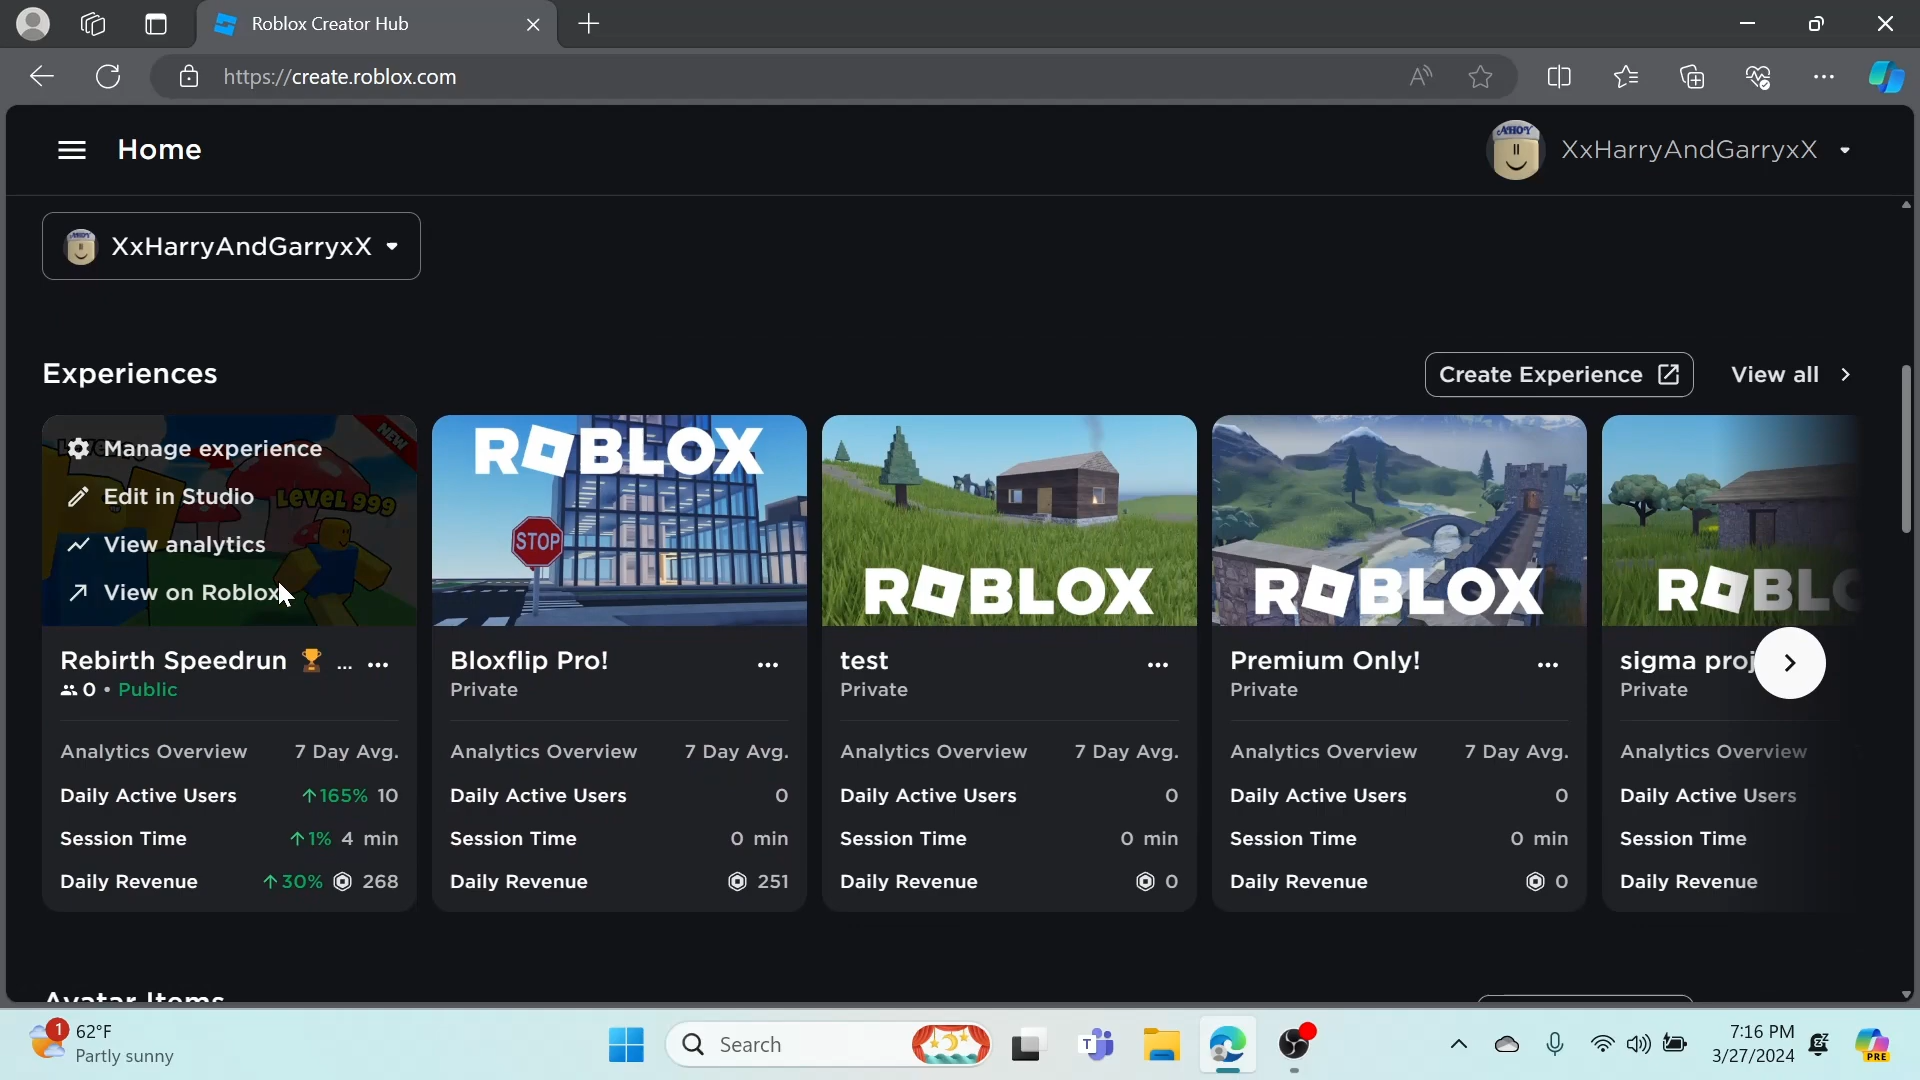 Roblox Creator Hub
https://create.roblox.com
Home
AHOY
XxHarryAndGarryxX
XxHarryAndGarryxX
Experiences
Create Experience
View all
Manage experience
Edit in Studio
View analytics
View on Roblox
NEW
LeveL 999
ROBLOX
STOP
ROBLOX
ROBLOX
Rebirth Speedrun 🏆 ...
0 • Public
Bloxflip Pro!
Private
test
Private
Premium Only!
Private
sigma proj
Private
Analytics Overview 7 Day Avg.
Daily Active Users ↑165% 10
Session Time ↑1% 4 min
Daily Revenue ↑30% 268
Analytics Overview 7 Day Avg.
Daily Active Users 0
Session Time 0 min
Daily Revenue 251
Analytics Overview 7 Day Avg.
Daily Active Users 0
Session Time 0 min
Daily Revenue 0
Analytics Overview 7 Day Avg.
Daily Active Users 0
Session Time 0 min
Daily Revenue 0
Analytics Overview
Daily Active Users
Session Time
Daily Revenue
Avatar Items
1
62°F
Partly sunny
Search
7:16 PM
3/27/2024
PRE